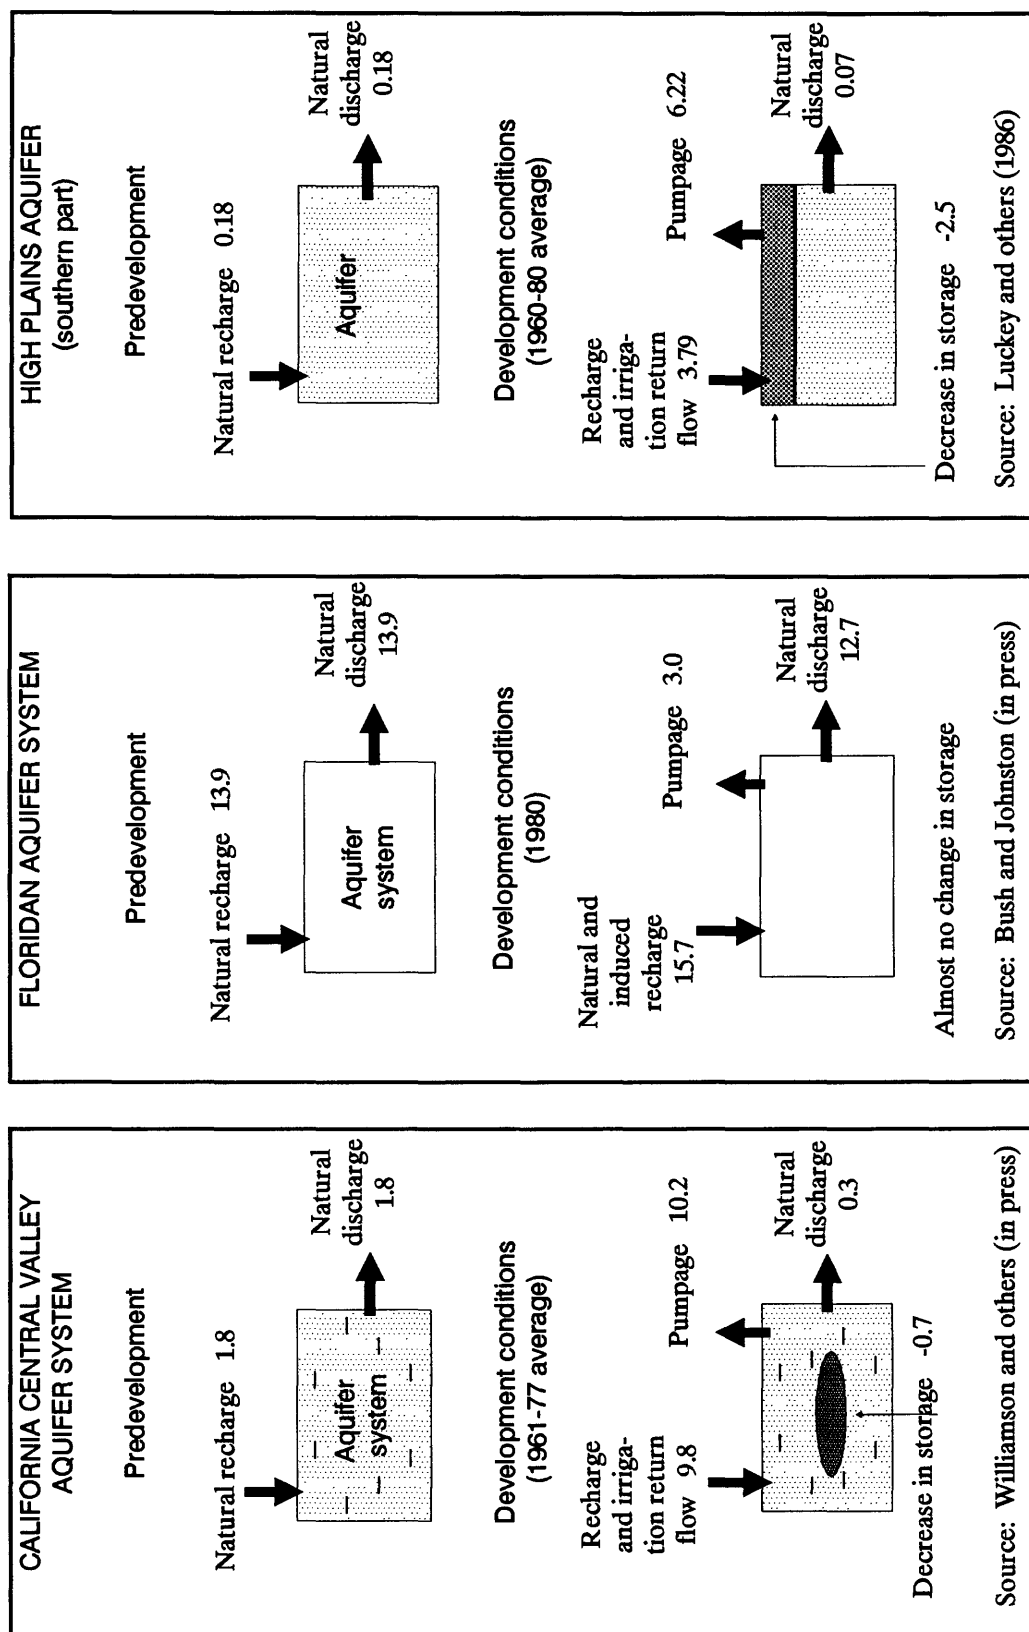 CALIFORNIA CENTRAL VALLEY
AQUIFER SYSTEM
Predevelopment
Natural recharge 1.8
Aquifer
system
Natural
discharge
1.8
Development conditions
(1961-77 average)
Recharge
and irriga-
tion return
flow 9.8
Pumpage 10.2
Natural
discharge
0.3
Decrease in storage -0.7
Source: Williamson and others (in press)
FLORIDAN AQUIFER SYSTEM
Predevelopment
Natural recharge 13.9
Aquifer
system
Natural
discharge
13.9
Development conditions
(1980)
Natural and
induced
recharge
15.7
Pumpage 3.0
Natural
discharge
12.7
Almost no change in storage
Source: Bush and Johnston (in press)
HIGH PLAINS AQUIFER
(southern part)
Predevelopment
Natural recharge 0.18
Aquifer
Natural
discharge
0.18
Development conditions
(1960-80 average)
Recharge
and irriga-
tion return
flow 3.79
Pumpage 6.22
Natural
discharge
0.07
Decrease in storage -2.5
Source: Luckey and others (1986)